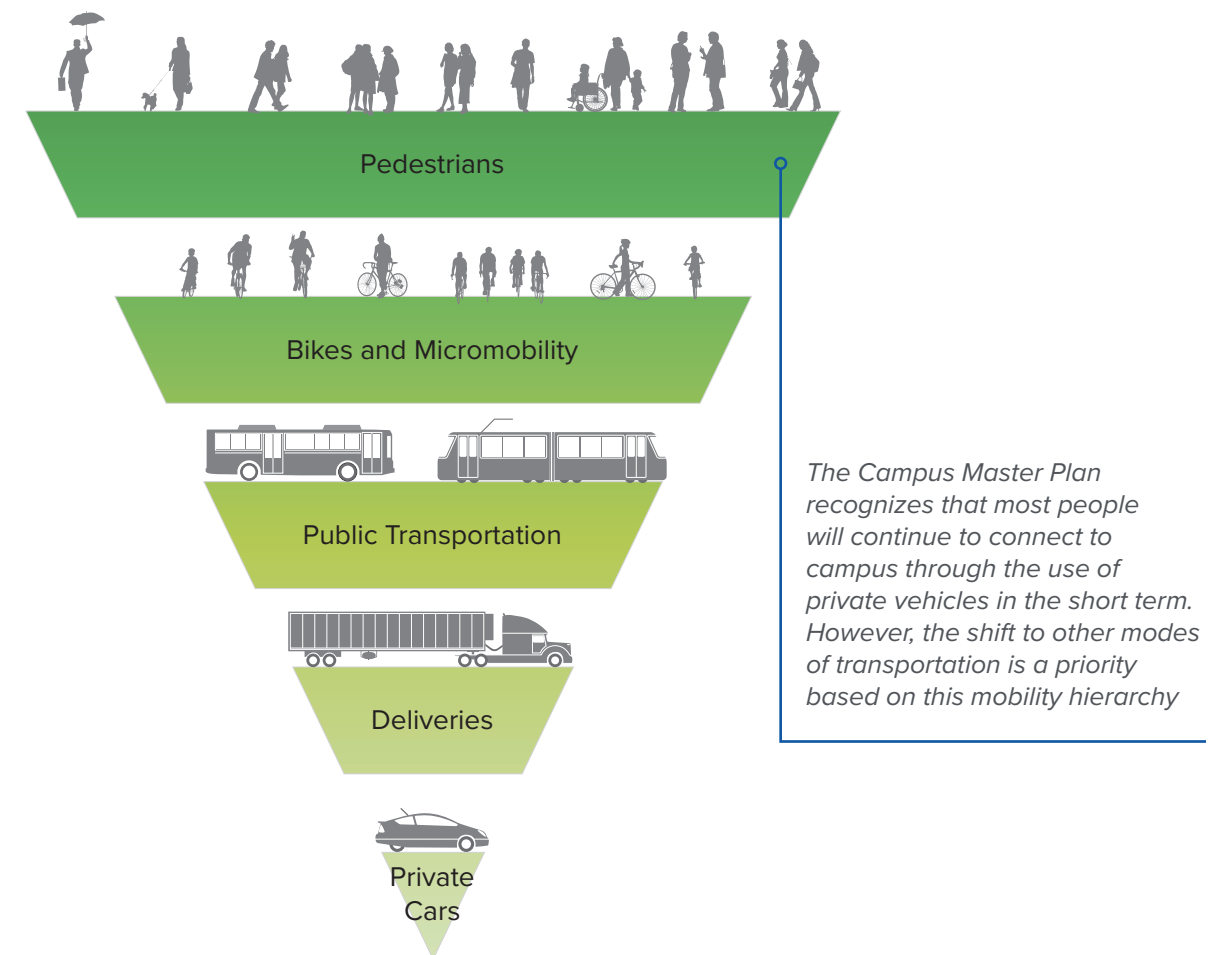 Pedestrians
Bikes and Micromobility
Public Transportation
Deliveries
Private
Cars
The Campus Master Plan
recognizes that most people
will continue to connect to
campus through the use of
private vehicles in the short term.
However, the shift to other modes
of transportation is a priority
based on this mobility hierarchy